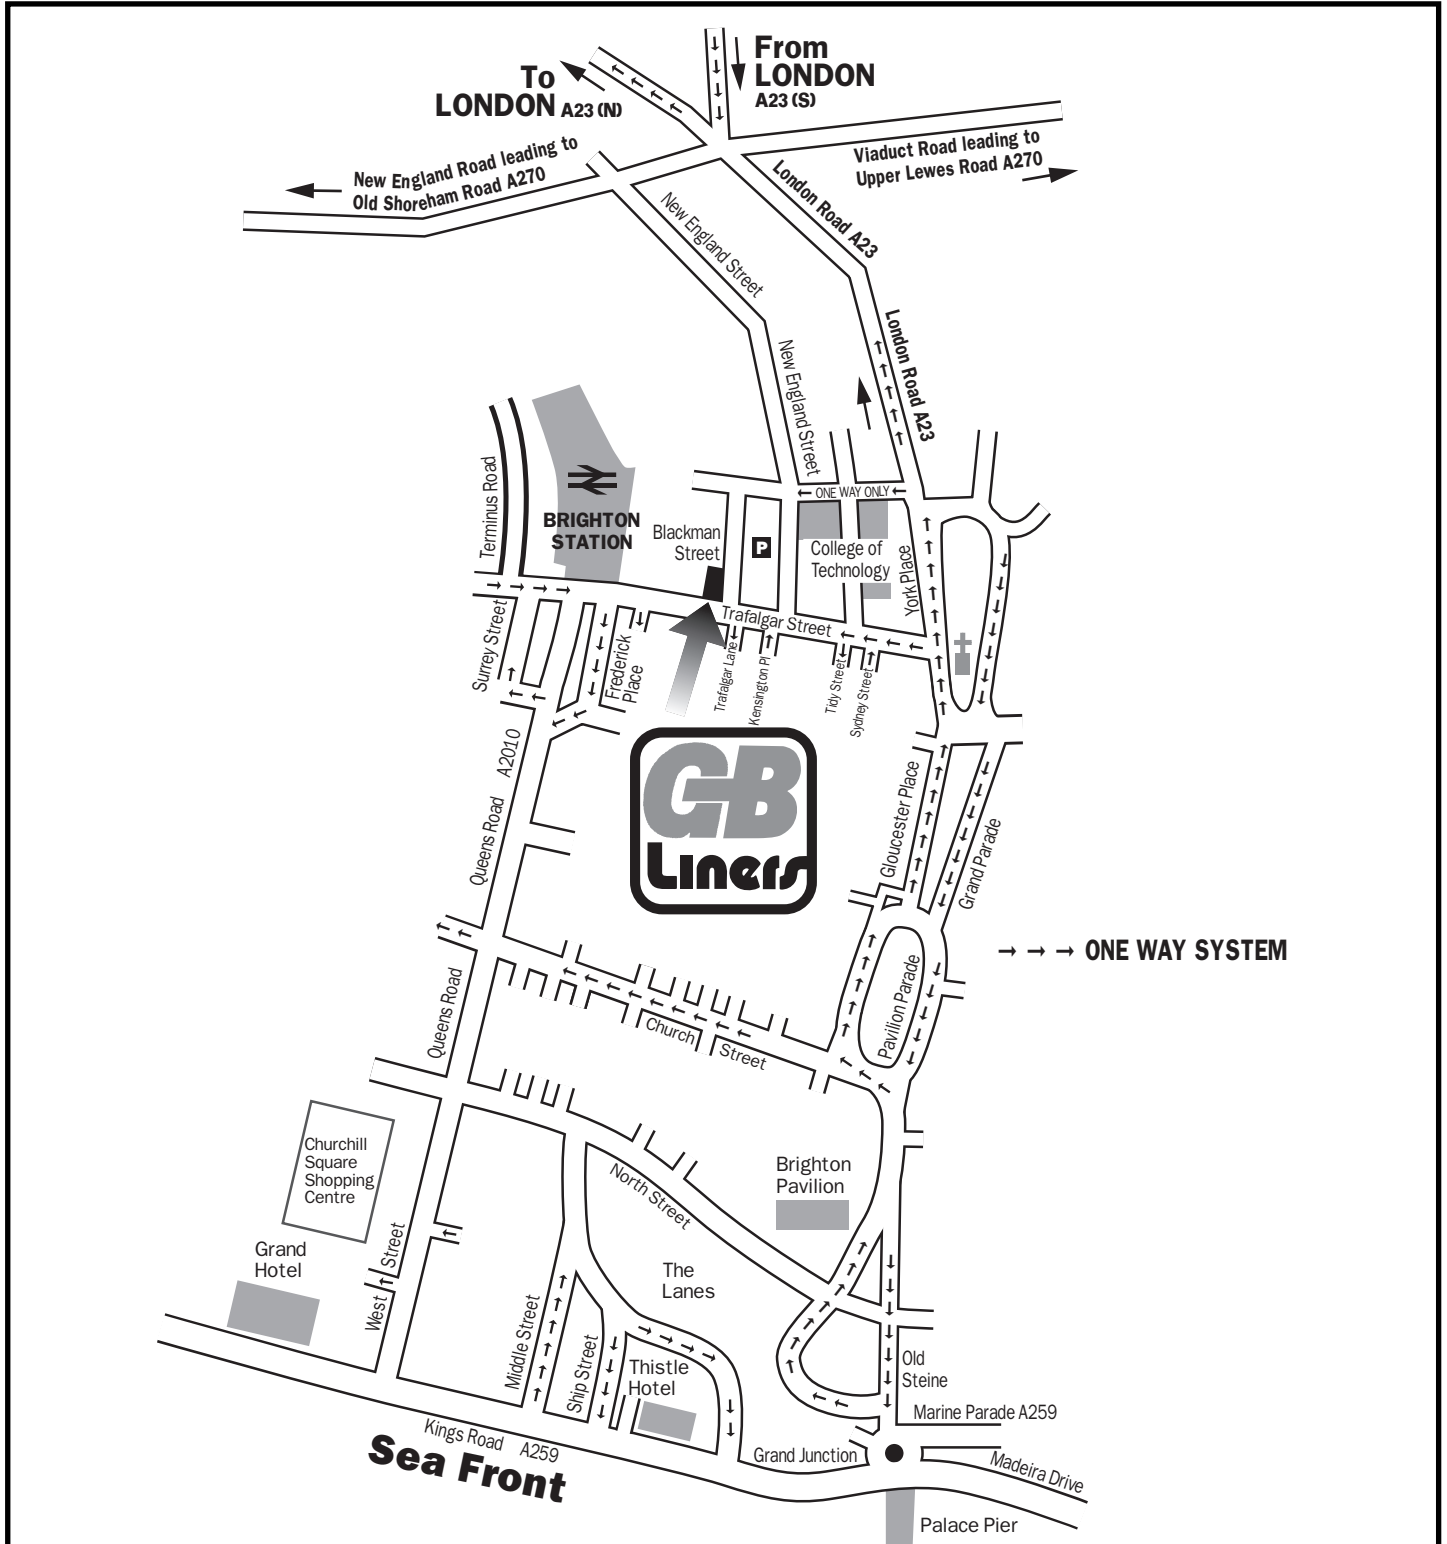 From
LONDON
A23 (S)
To
LONDON A23 (N)
New England Road leading to
Old Shoreham Road A270
Viaduct Road leading to
Upper Lewes Road A270
London Road A23
New England Street
London Road A23
New England Street
ONE WAY ONLY
Terminus Road
BRIGHTON
STATION
Blackman
Street
P
College of
Technology
York Place
Trafalgar Street
Surrey Street
Frederick
Place
Trafalgar Lane
Kensington Pl
Tidy Street
Sydney Street
A2010
Queens Road
GB
Liners
Gloucester Place
Grand Parade
ONE WAY SYSTEM
Queens Road
Pavilion Parade
Church
Street
Churchill
Square
Shopping
Centre
Brighton
Pavilion
North Street
Grand
Hotel
West
Street
The
Lanes
Middle Street
Ship Street
Thistle
Hotel
Old
Steine
Marine Parade A259
Kings Road A259
Sea Front
Grand Junction
Madeira Drive
Palace Pier